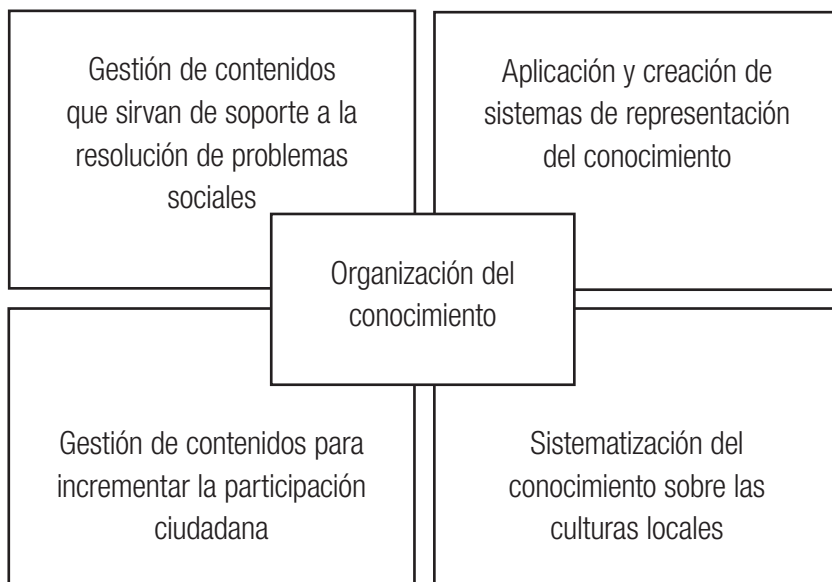 Gestión de contenidos
que sirvan de soporte a la
resolución de problemas
sociales
Aplicación y creación de
sistemas de representación
del conocimiento
Organización del
conocimiento
Gestión de contenidos para
incrementar la participación
ciudadana
Sistematización del
conocimiento sobre las
culturas locales